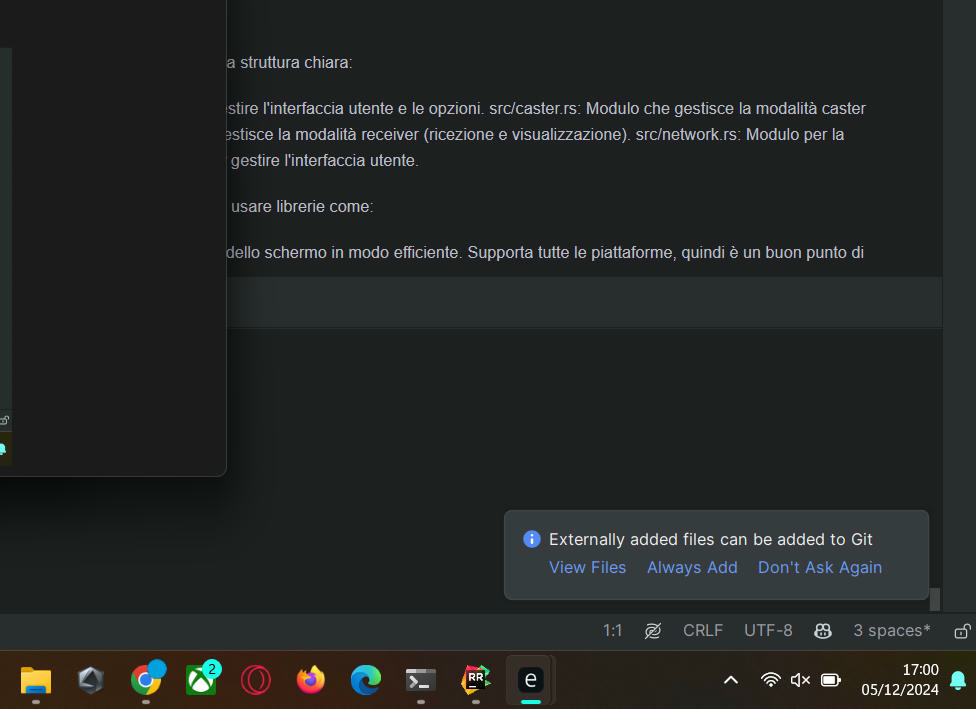 a struttura chiara:
estire l'interfaccia utente e le opzioni. src/caster.rs: Modulo che gestisce la modalità caster
estisce la modalità receiver (ricezione e visualizzazione). src/network.rs: Modulo per la
gestire l'interfaccia utente.
usare librerie come:
dello schermo in modo efficiente. Supporta tutte le piattaforme, quindi è un buon punto di
Externally added files can be added to Git
View Files Always Add Don't Ask Again
1:1 CRLF UTF-8 3 spaces*
2
RR
e
17:00
05/12/2024